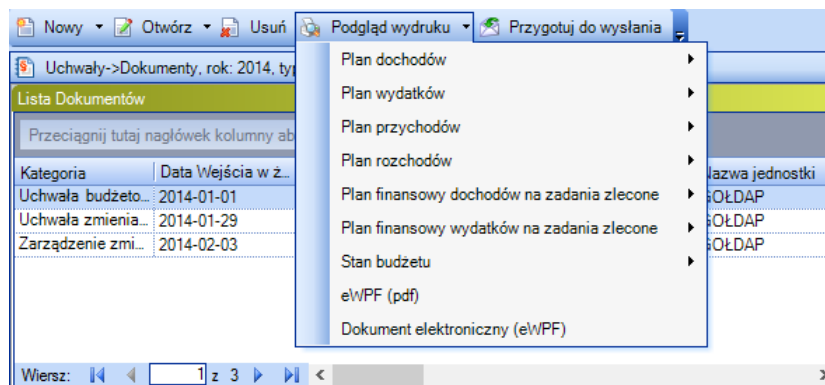 Nowy Otwórz Usuń Podgląd wydruku Przygotuj do wysłania
Uchwały->Dokumenty, rok: 2014, ty
Lista Dokumentów
Przeciągnij tutaj nagłówek kolumny ab
Kategoria Data Wejścia w ż... Nazwa jednostki
Uchwała budżeto... 2014-01-01 GOŁDAP
Uchwała zmienia... 2014-01-29 GOŁDAP
Zarządzenie zmi... 2014-02-03 GOŁDAP
Plan dochodów
Plan wydatków
Plan przychodów
Plan rozchodów
Plan finansowy dochodów na zadania zlecone
Plan finansowy wydatków na zadania zlecone
Stan budżetu
eWPF (pdf)
Dokument elektroniczny (eWPF)
Wiersz: 1 z 3